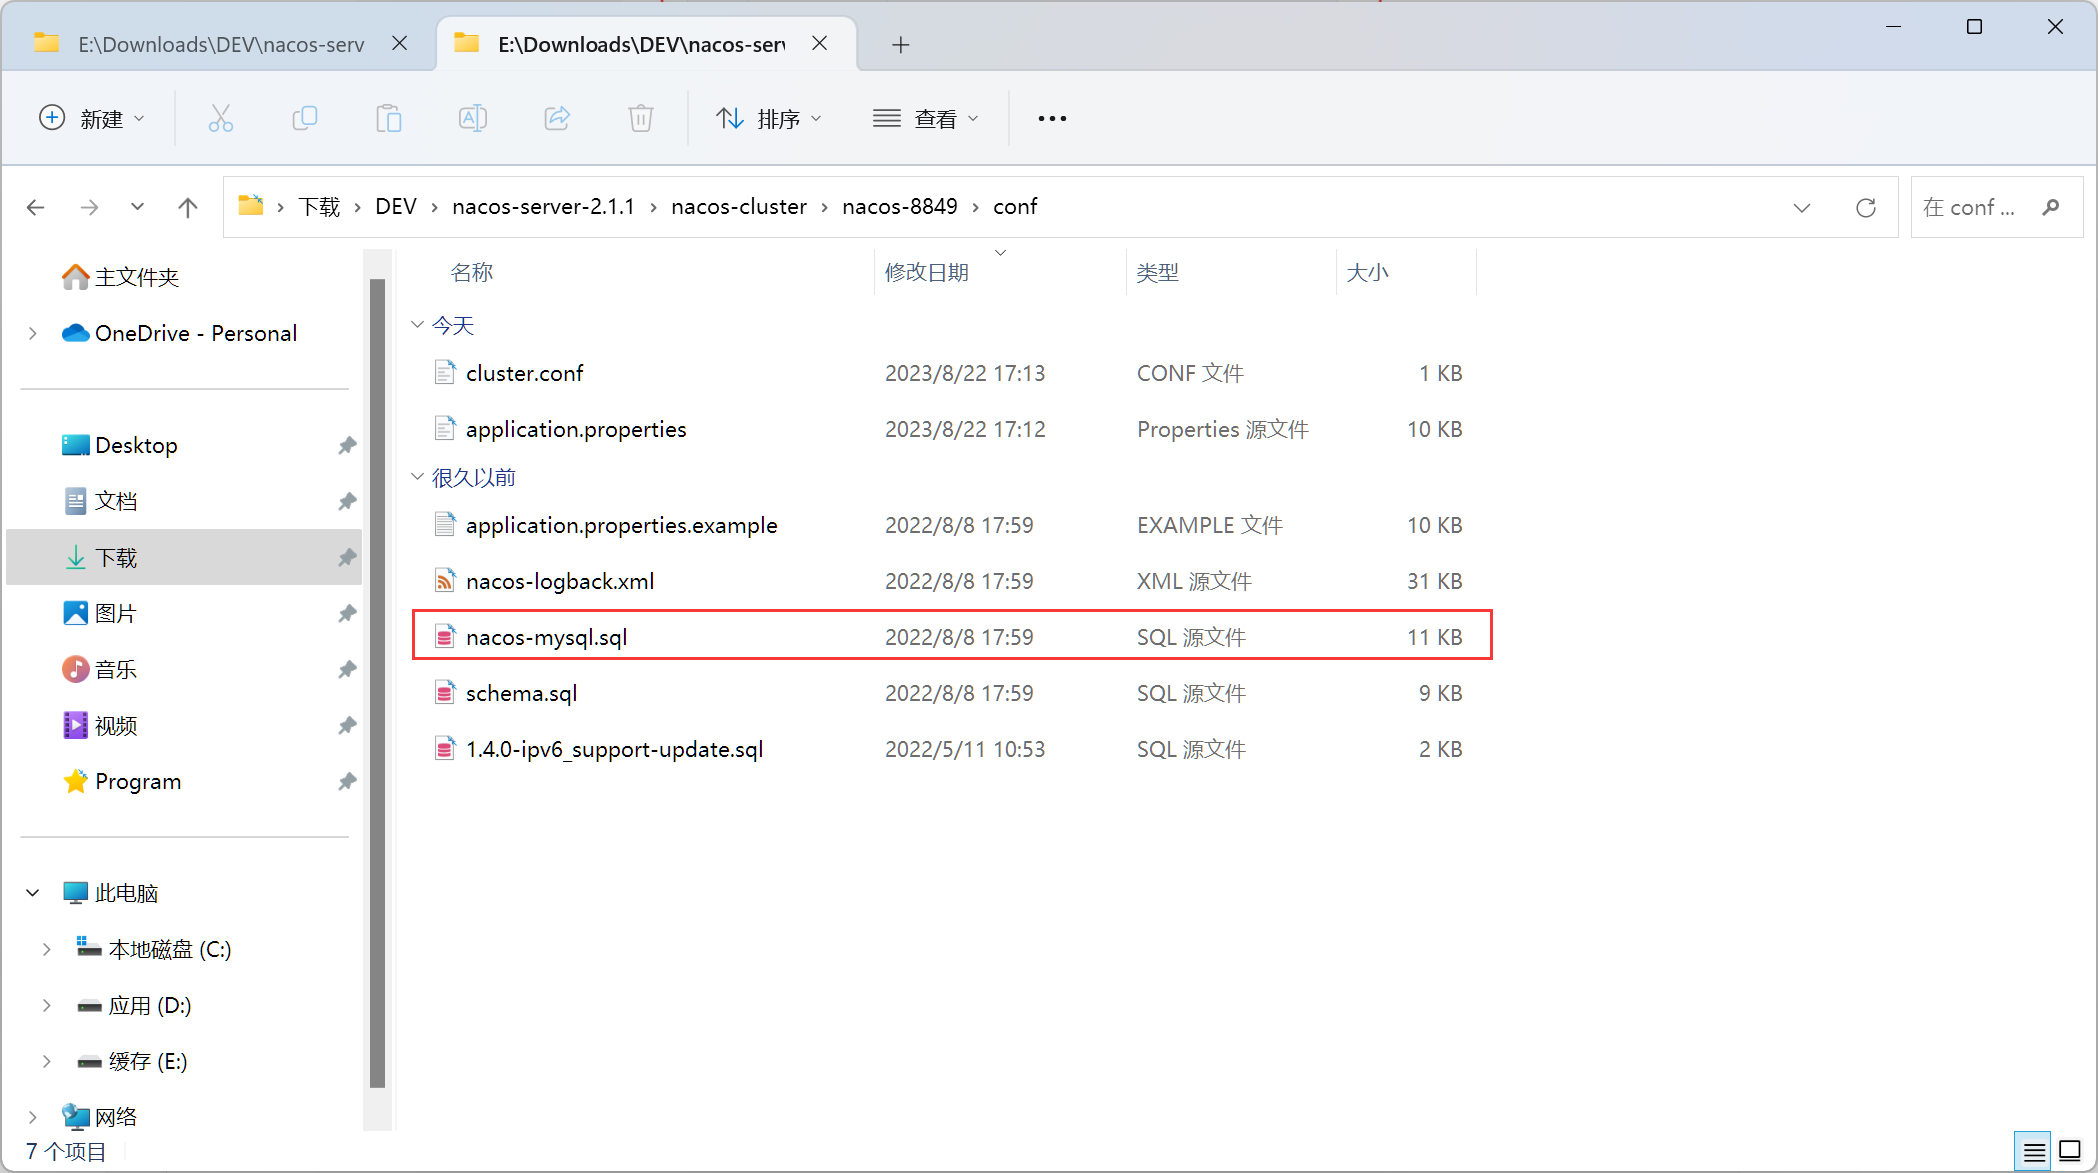 E:\Downloads\DEV\nacos-serv
E:\Downloads\DEV\nacos-ser
新建
排序
查看
下载 › DEV › nacos-server-2.1.1 › nacos-cluster › nacos-8849 › conf
在 conf ...
主文件夹
OneDrive - Personal
Desktop
文档
下载
图片
音乐
视频
Program
此电脑
本地磁盘 (C:)
应用 (D:)
缓存 (E:)
网络
名称 修改日期 类型 大小
今天
cluster.conf 2023/8/22 17:13 CONF 文件 1 KB
application.properties 2023/8/22 17:12 Properties 源文件 10 KB
很久以前
application.properties.example 2022/8/8 17:59 EXAMPLE 文件 10 KB
nacos-logback.xml 2022/8/8 17:59 XML 源文件 31 KB
nacos-mysql.sql 2022/8/8 17:59 SQL 源文件 11 KB
schema.sql 2022/8/8 17:59 SQL 源文件 9 KB
1.4.0-ipv6_support-update.sql 2022/5/11 10:53 SQL 源文件 2 KB
7 个项目